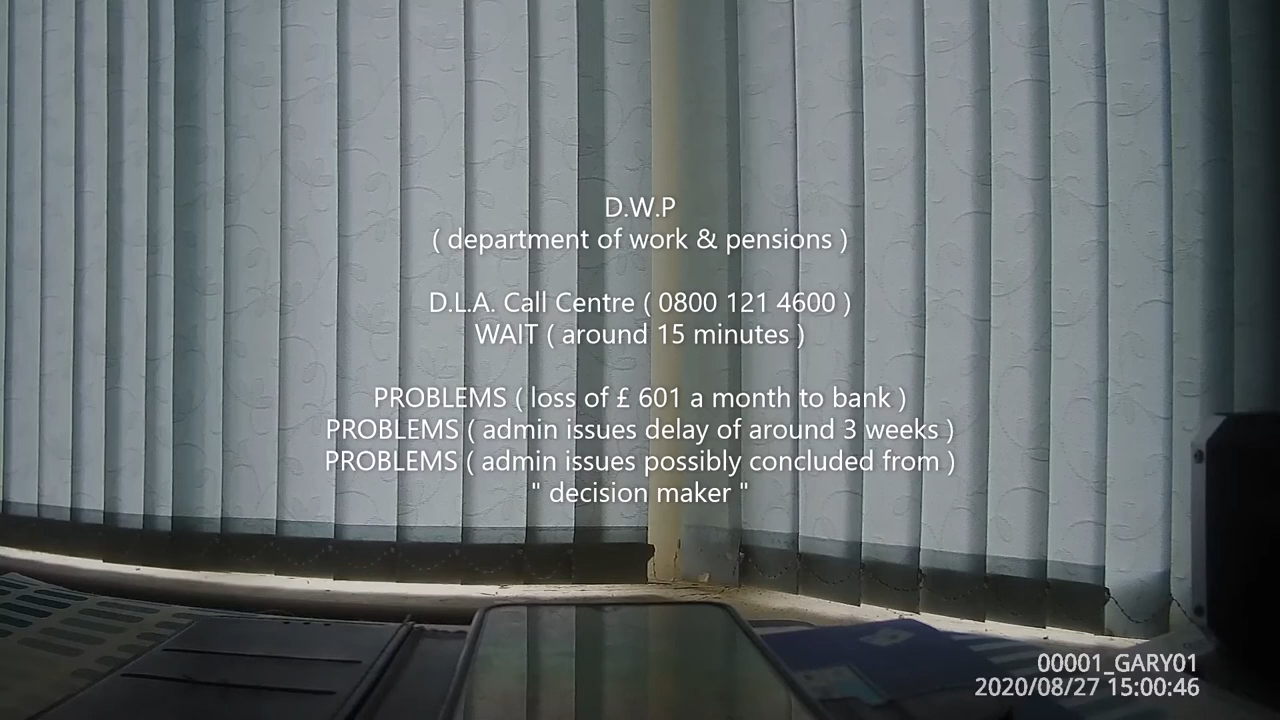 D.W.P
( department of work & pensions )
D.L.A. Call Centre ( 0800 121 4600 )
WAIT ( around 15 minutes )
PROBLEMS ( loss of £ 601 a month to bank )
PROBLEMS ( admin issues delay of around 3 weeks )
PROBLEMS ( admin issues possibly concluded from )
" decision maker "
00001_GARY01
2020/08/27 15:00:46